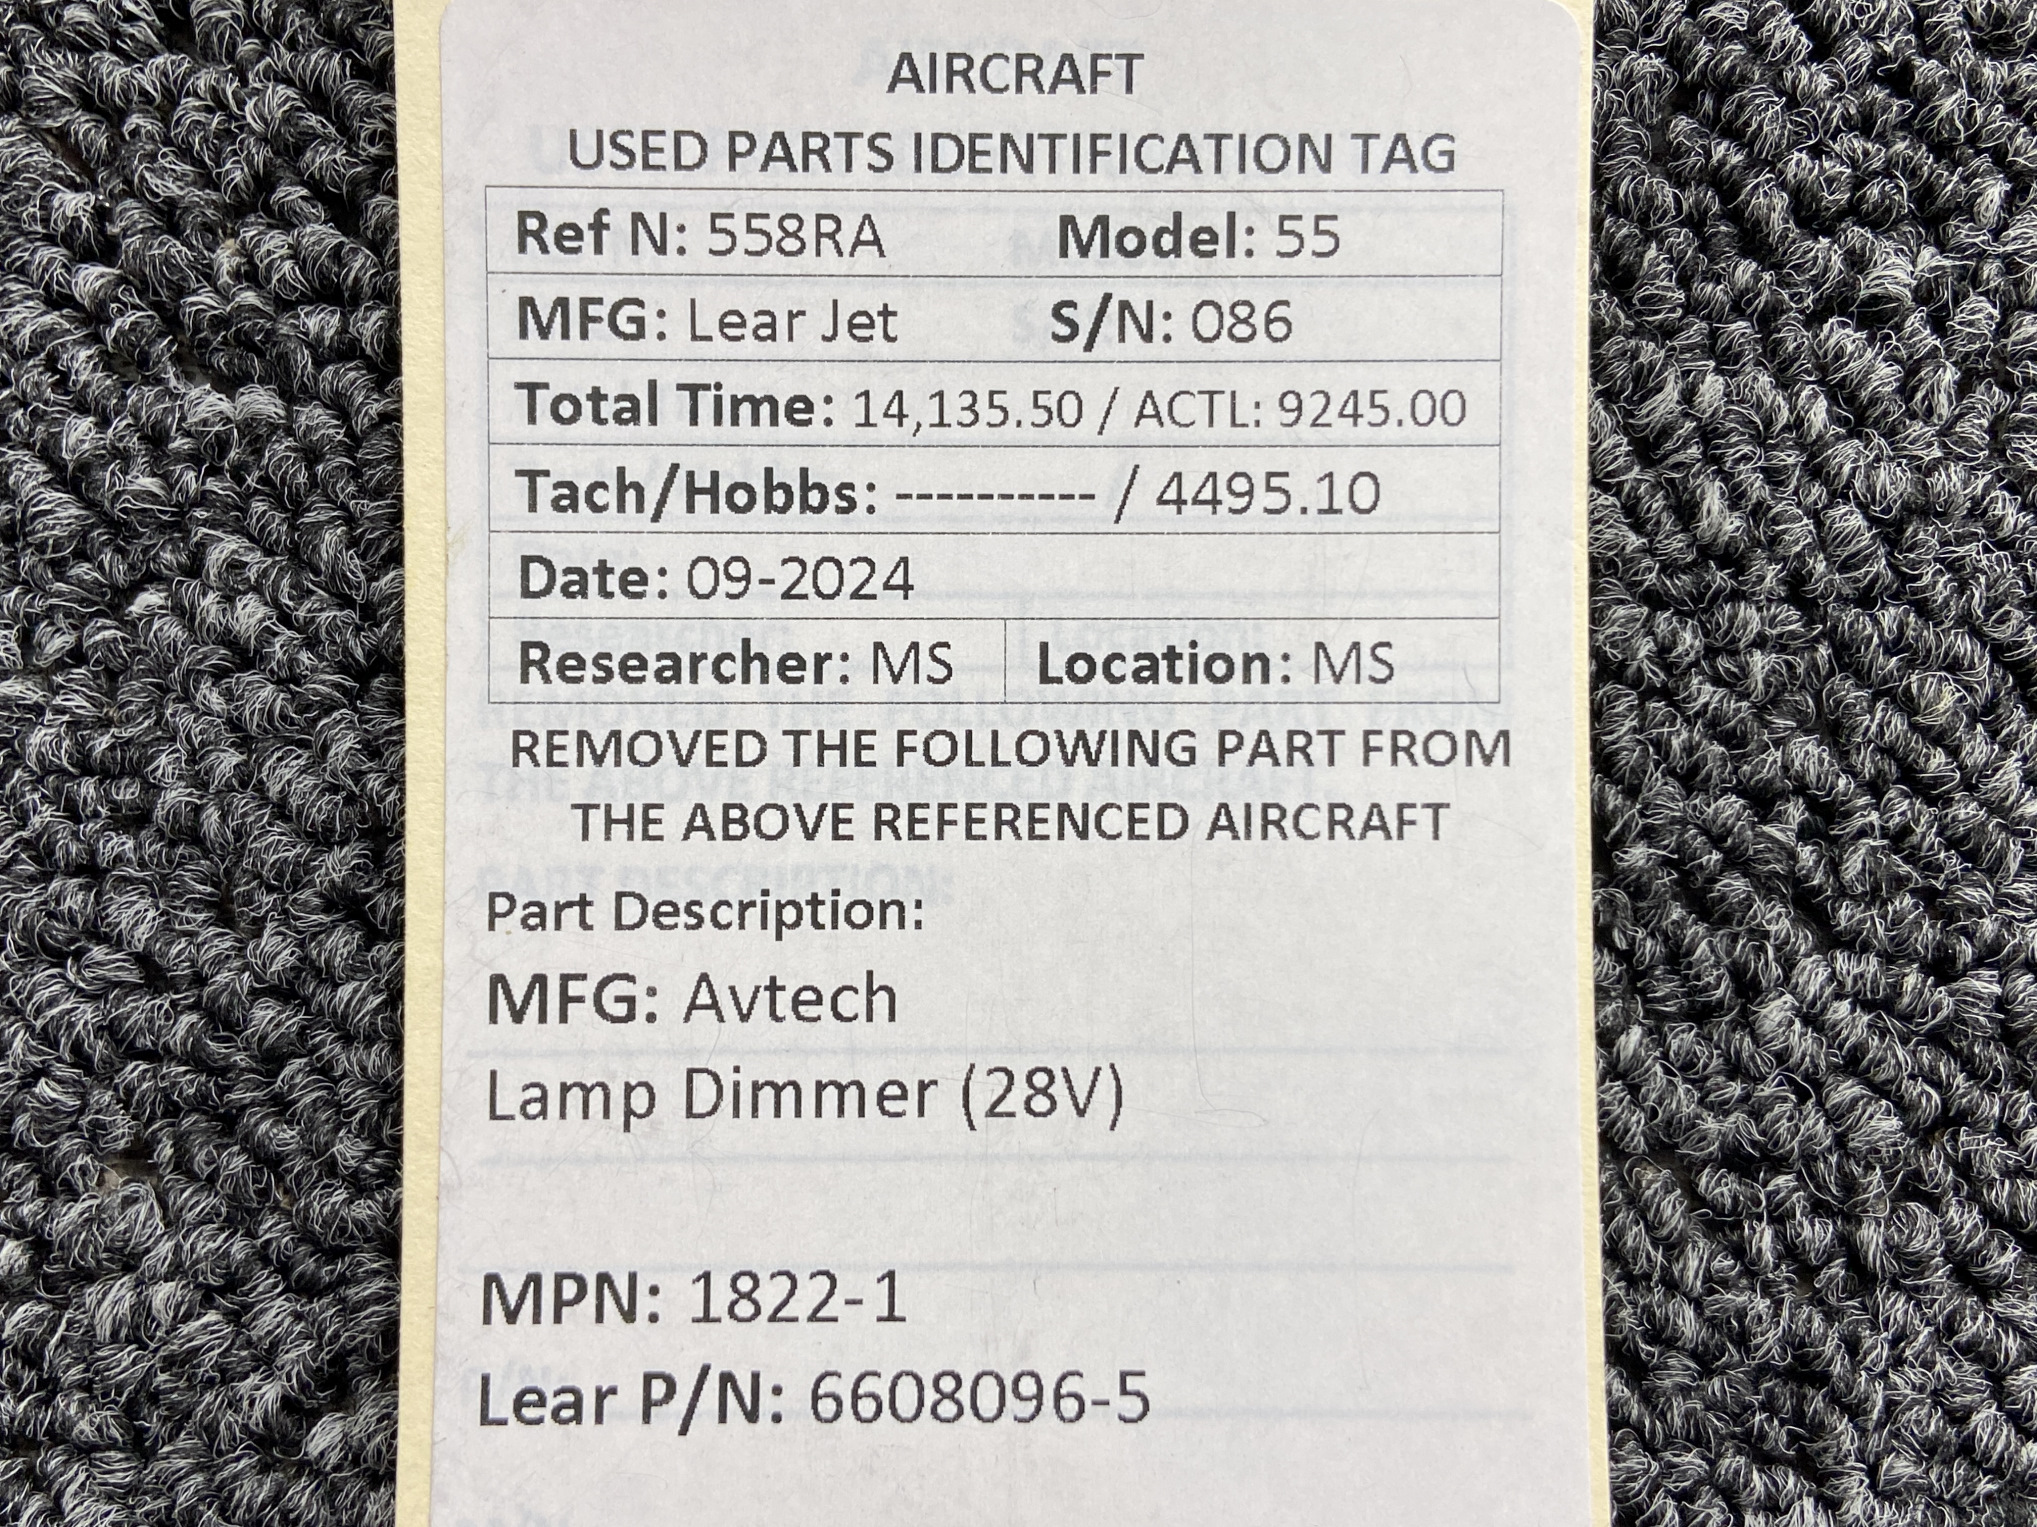 AIRCRAFT
USED PARTS IDENTIFICATION TAG
Ref N: 558RA Model: 55
MFG: Lear Jet S/N: 086
Total Time: 14,135.50 / ACTL: 9245.00
Tach/Hobbs: ---------- / 4495.10
Date: 09-2024
Researcher: MS Location: MS
REMOVED THE FOLLOWING PART FROM
THE ABOVE REFERENCED AIRCRAFT
Part Description:
MFG: Avtech
Lamp Dimmer (28V)
MPN: 1822-1
Lear P/N: 6608096-5